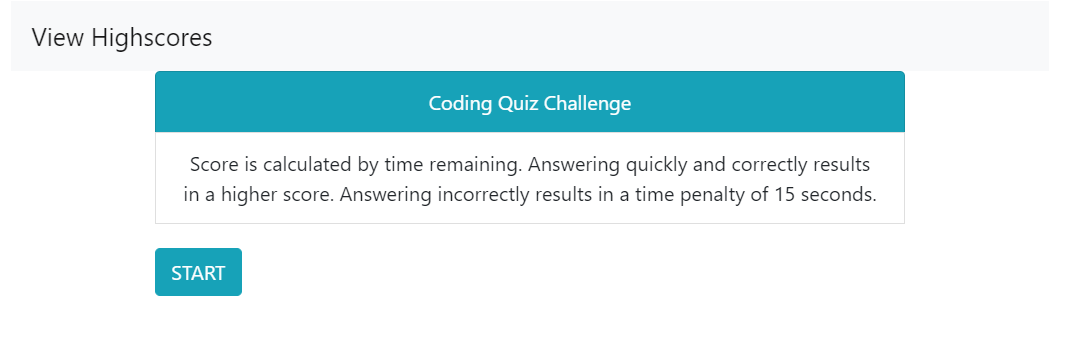 View Highscores
Coding Quiz Challenge
Score is calculated by time remaining. Answering quickly and correctly results
in a higher score. Answering incorrectly results in a time penalty of 15 seconds.
START